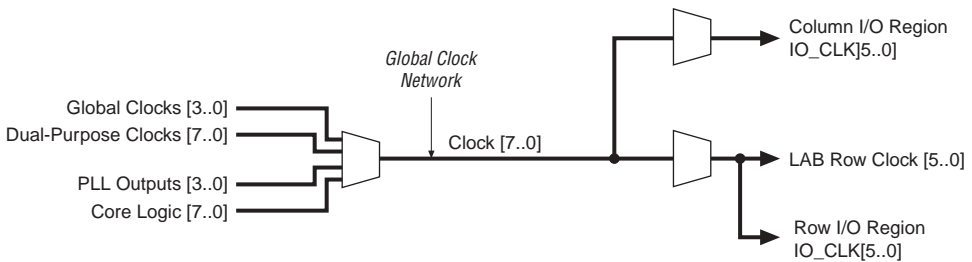 Column I/O Region
IO_CLK]5..0]
Global Clock
Network
Global Clocks [3..0]
Dual-Purpose Clocks [7..0]
Clock [7..0]
PLL Outputs [3..0]
Core Logic [7..0]
LAB Row Clock [5..0]
Row I/O Region
IO_CLK[5..0]